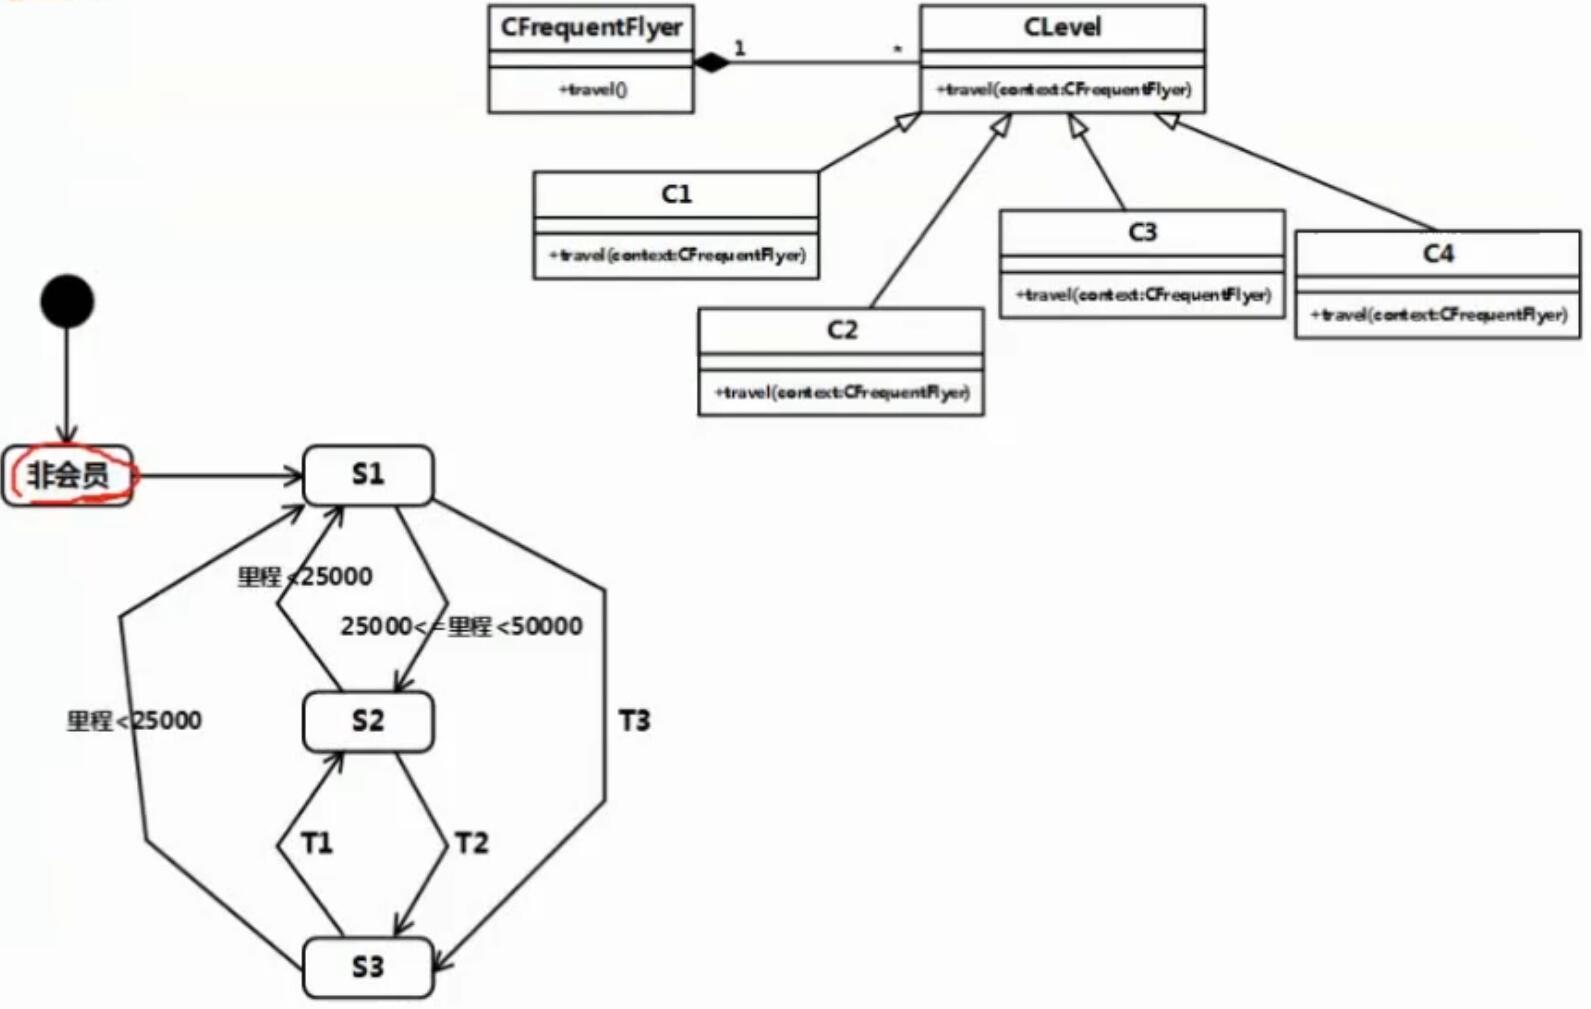 CFrequentFlyer
+travel()
1
*
CLevel
+travel(context:CFrequentFlyer)
C1
+travel(context:CFrequentFlyer)
C2
+travel(context:CFrequentFlyer)
C3
+travel(context:CFrequentFlyer)
C4
+travel(context:CFrequentFlyer)
非会员
S1
里程<25000
25000<=里程<50000
里程<25000
S2
T3
T1
T2
S3